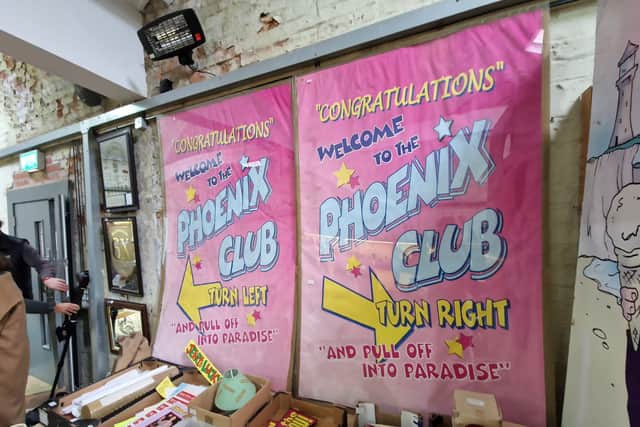 "CONGRATULATIONS"
WELCOME
TO THE
PHOENIX
CLUB
TURN LEFT
"AND PULL OFF
INTO PARADISE"
"CONGRATULATIONS"
WELCOME
TO THE
PHOENIX
CLUB
TURN RIGHT
"AND PULL OFF
INTO PARADISE"